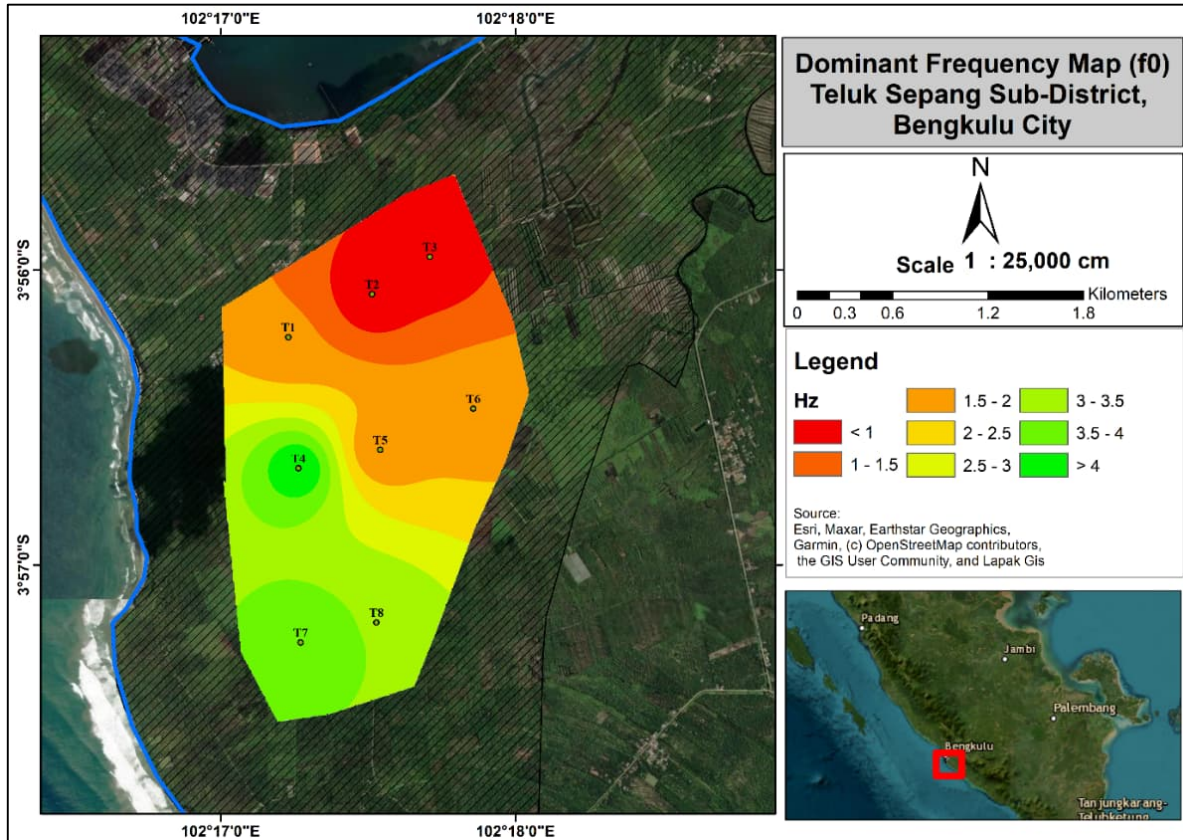 102°17'0"E 102°18'0"E
3°56'0"S
3°57'0"S
T3
T2
T1
T6
T5
T4
T8
T7
102°17'0"E 102°18'0"E
Dominant Frequency Map (f0)
Teluk Sepang Sub-District,
Bengkulu City
N
Scale 1 : 25,000 cm
Kilometers
0 0.3 0.6 1.2 1.8
Legend
Hz
< 1
1 - 1.5
1.5 - 2
2 - 2.5
2.5 - 3
3 - 3.5
3.5 - 4
> 4
Source:
Esri, Maxar, Earthstar Geographics,
Garmin, (c) OpenStreetMap contributors,
the GIS User Community, and Lapak Gis
Padang
Jambi
Palembang
Bengkulu
Tanjungkarang-
Telubketung